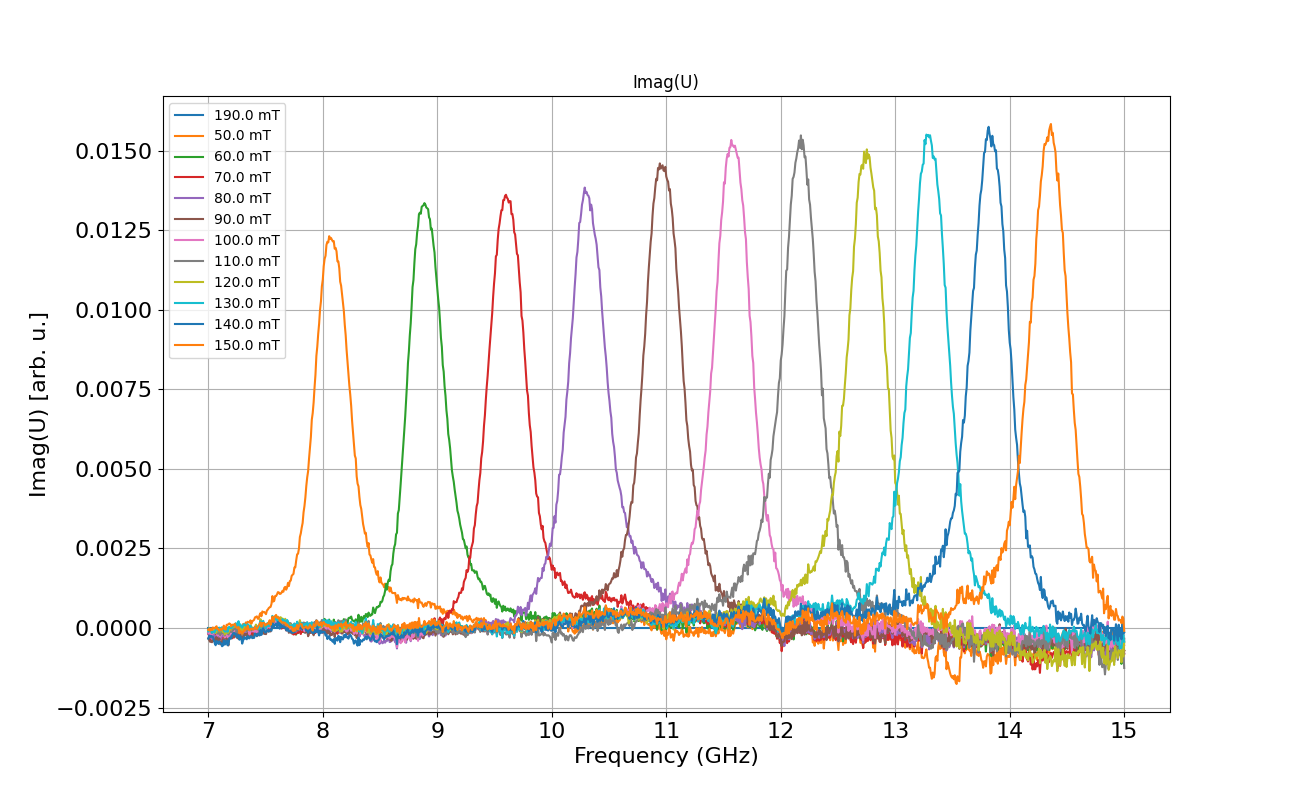 Imag(U)
190.0 mT
50.0 mT
60.0 mT
70.0 mT
80.0 mT
90.0 mT
100.0 mT
110.0 mT
120.0 mT
130.0 mT
140.0 mT
150.0 mT
Imag(U) [arb. u.]
0.0150
0.0125
0.0100
0.0075
0.0050
0.0025
0.0000
−0.0025
7 8 9 10 11 12 13 14 15
Frequency (GHz)